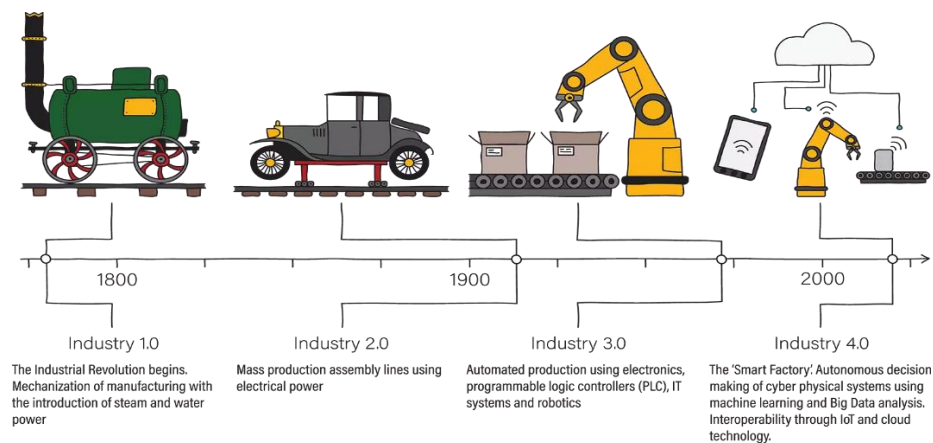 1800
1900
2000
Industry 1.0
The Industrial Revolution begins.
Mechanization of manufacturing with
the introduction of steam and water
power
Industry 2.0
Mass production assembly lines using
electrical power
Industry 3.0
Automated production using electronics,
programmable logic controllers (PLC), IT
systems and robotics
Industry 4.0
The ‘Smart Factory’. Autonomous decision
making of cyber physical systems using
machine learning and Big Data analysis.
Interoperability through IoT and cloud
technology.